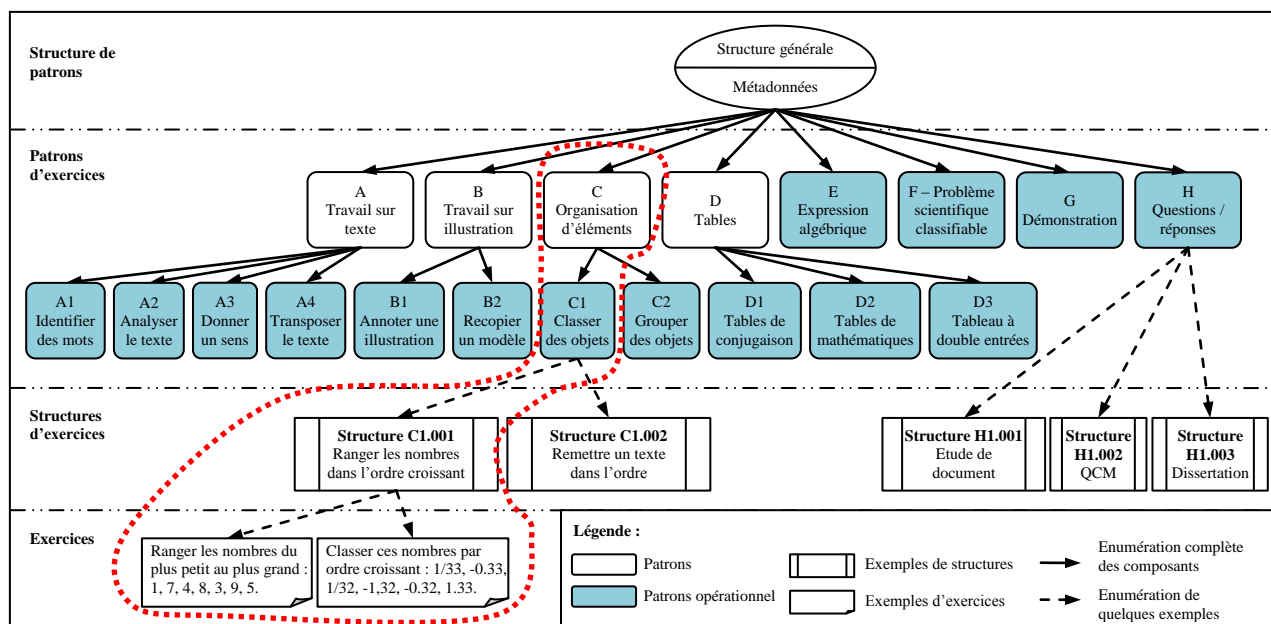 Structure de
patrons
Structure générale
Métadonnées
Patrons
d'exercices
A
Travail sur
texte
B
Travail sur
illustration
C
Organisation
d'éléments
D
Tables
E
Expression
algébrique
F – Problème
scientifique
classifiable
G
Démonstration
H
Questions /
réponses
A1
Identifier
des mots
A2
Analyser
le texte
A3
Donner
un sens
A4
Transposer
le texte
B1
Annoter une
illustration
B2
Recopier
un modèle
C1
Classer
des objets
C2
Grouper
des objets
D1
Tables de
conjugaison
D2
Tables de
mathématiques
D3
Tableau à
double entrées
Structures
d'exercices
Structure C1.001
Ranger les nombres
dans l'ordre croissant
Structure C1.002
Remettre un texte
dans l'ordre
Structure H1.001
Etude de
document
Structure
H1.002
QCM
Structure
H1.003
Dissertation
Exercices
Ranger les nombres du
plus petit au plus grand :
1, 7, 4, 8, 3, 9, 5.
Classer ces nombres par
ordre croissant : 1/33, -0.33,
1/32, -1,32, -0.32, 1.33.
Légende :
Patrons
Patrons opérationnel
Exemples de structures
Exemples d'exercices
Enumération complète
des composants
Enumération de
quelques exemples